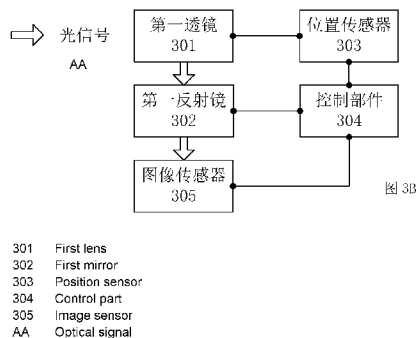 光信号
AA
第一透镜
301
位置传感器
303
第一反射镜
302
控制部件
304
图像传感器
305
图 3B
301 First lens
302 First mirror
303 Position sensor
304 Control part
305 Image sensor
AA Optical signal